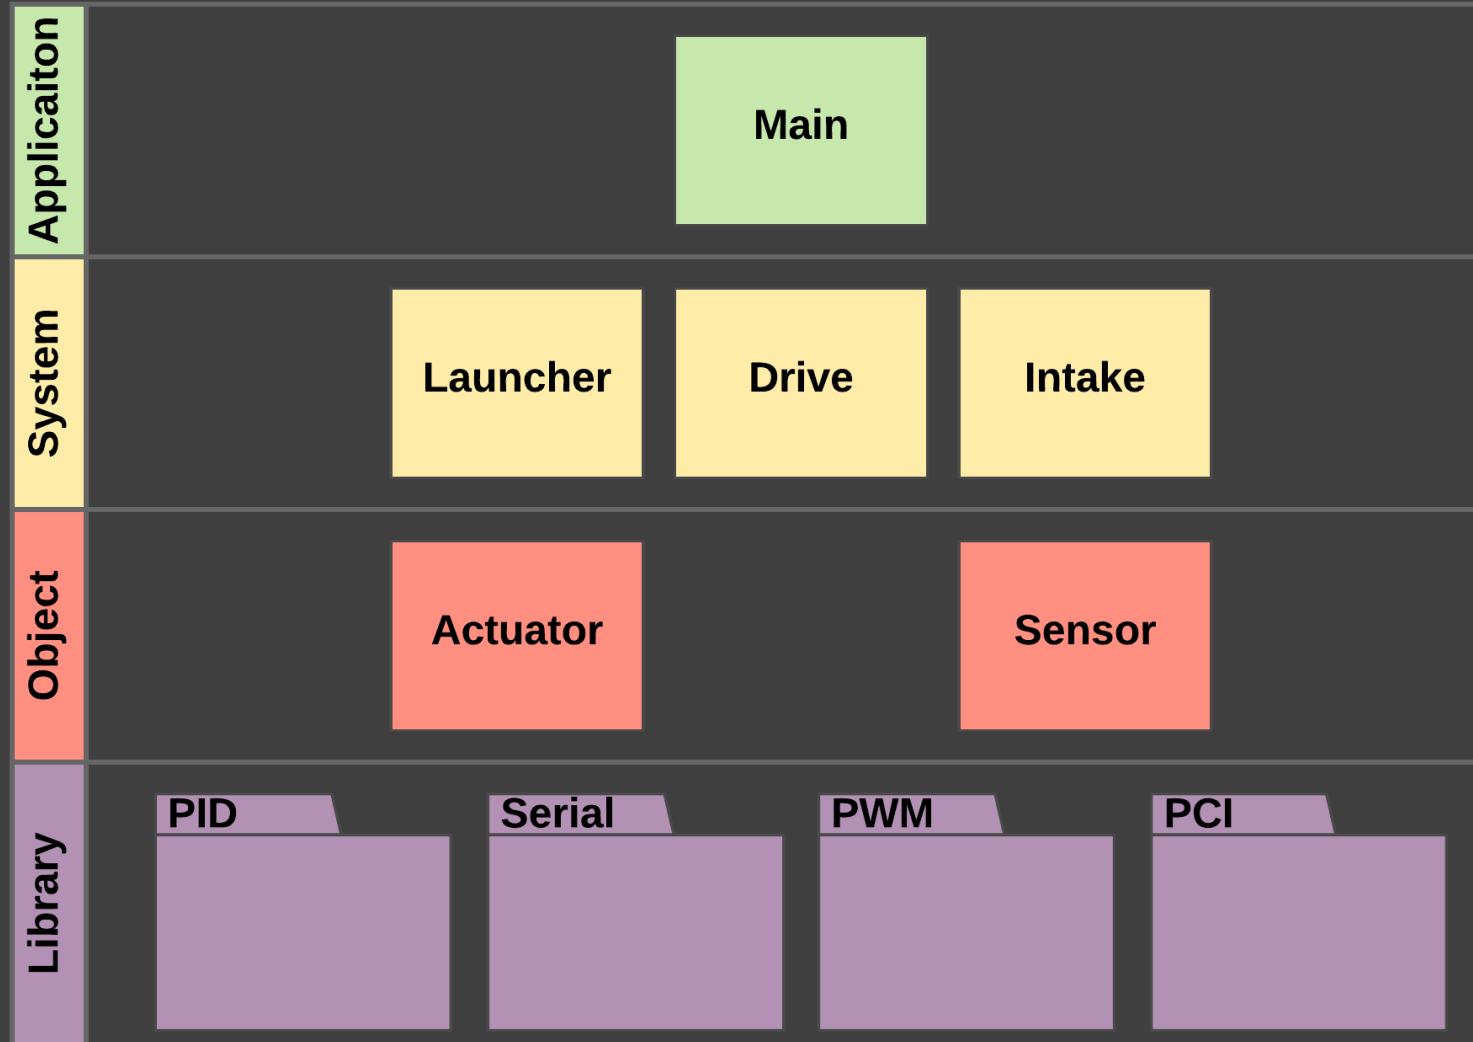 Applicaiton
Main
System
Launcher
Drive
Intake
Object
Actuator
Sensor
Library
PID
Serial
PWM
PCI